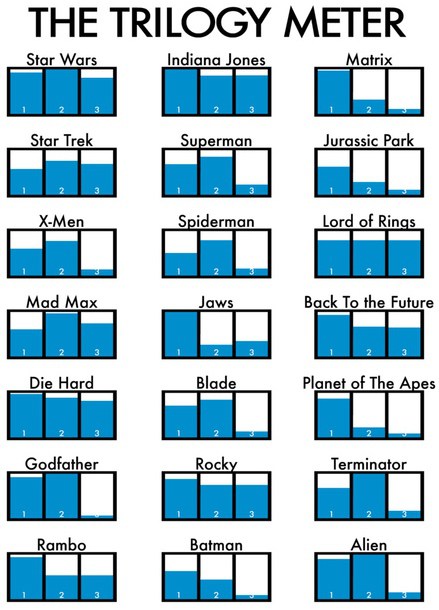 THE TRILOGY METER
Star Wars Indiana Jones Matrix
1 2 3 1 2 3 1 2 3
Star Trek Superman Jurassic Park
1 2 3 1 2 3 1 2 3
X-Men Spiderman Lord of Rings
1 2 3 1 2 3 1 2 3
Mad Max Jaws Back To the Future
1 2 3 1 2 3 1 2 3
Die Hard Blade Planet of The Apes
1 2 3 1 2 3 1 2 3
Godfather Rocky Terminator
1 2 3 1 2 3 1 2 3
Rambo Batman Alien
1 2 3 1 2 3 1 2 3